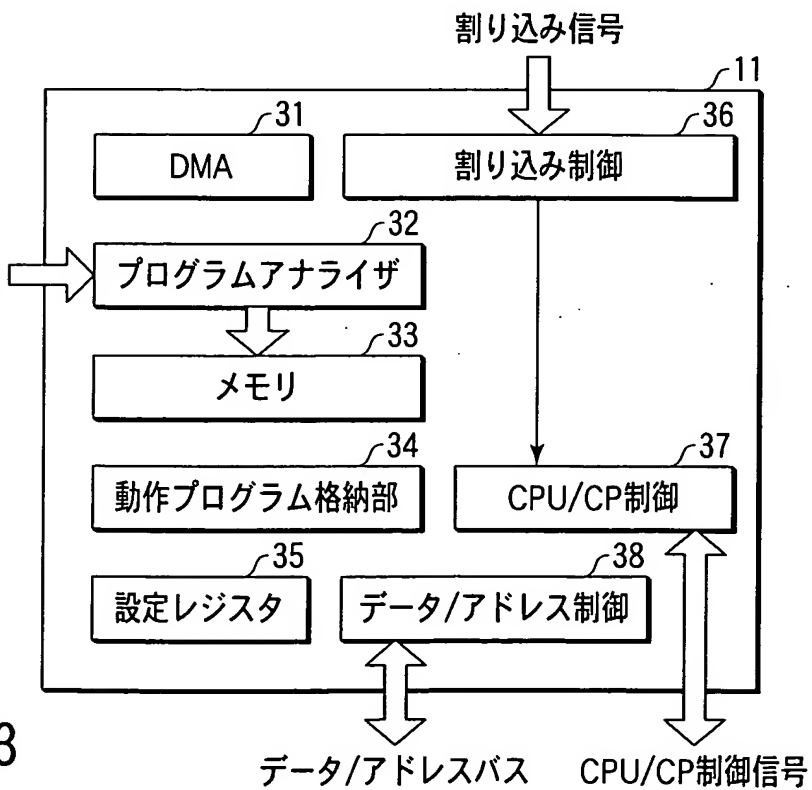 割り込み信号
11
31
36
DMA
割り込み制御
32
プログラムアナライザ
33
メモリ
34
37
動作プログラム格納部
CPU/CP制御
35
38
設定レジスタ
データ/アドレス制御
3
データ/アドレスバス
CPU/CP制御信号